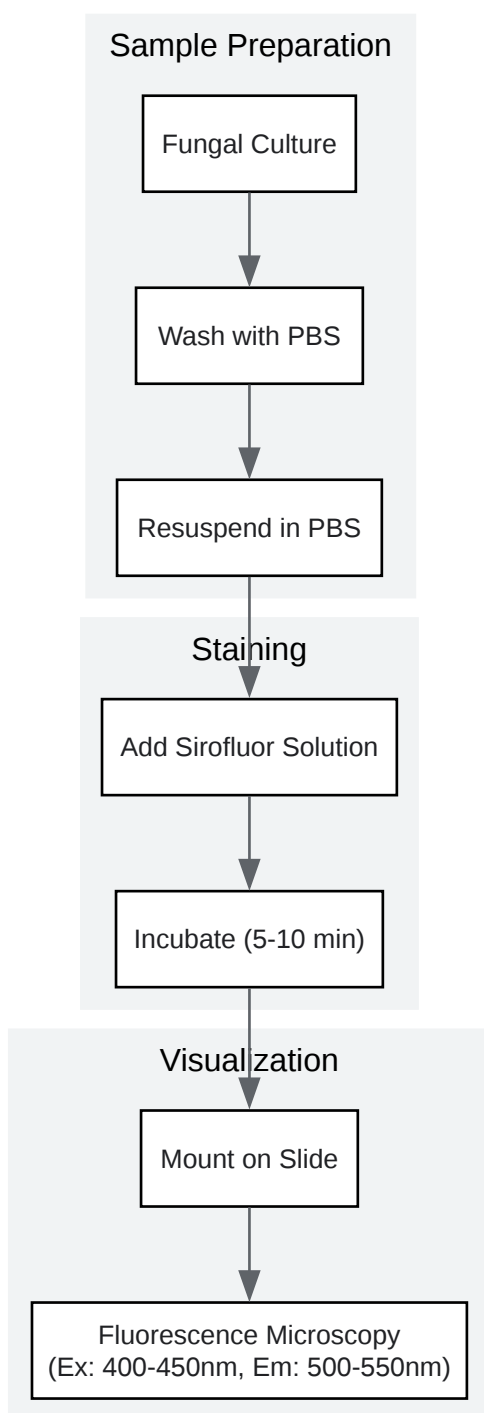 Sample Preparation
Fungal Culture
Wash with PBS
Resuspend in PBS
Staining
Add Sirofluor Solution
Incubate (5-10 min)
Visualization
Mount on Slide
Fluorescence Microscopy
(Ex: 400-450nm, Em: 500-550nm)